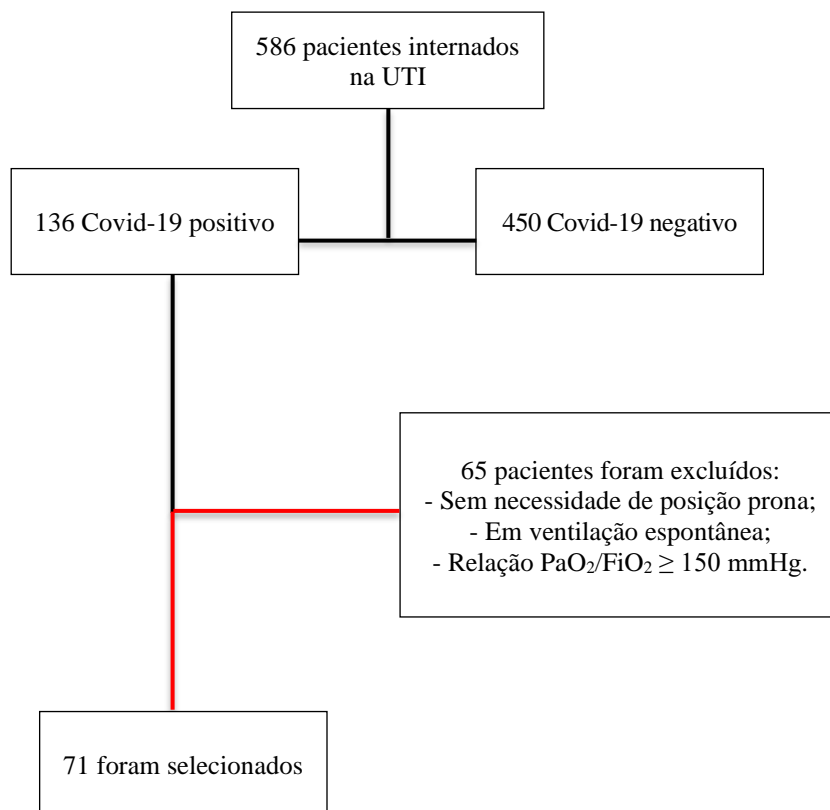 586 pacientes internados
na UTI
136 Covid-19 positivo
450 Covid-19 negativo
65 pacientes foram excluídos:
- Sem necessidade de posição prona;
- Em ventilação espontânea;
- Relação PaO₂/FiO₂ ≥ 150 mmHg.
71 foram selecionados